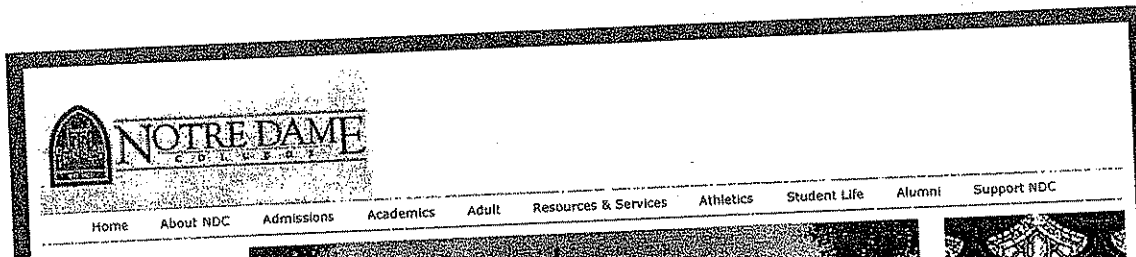 NOTRE DAME
COLLEGE
Home About NDC Admissions Academics Adult Resources & Services Athletics Student Life Alumni Support NDC